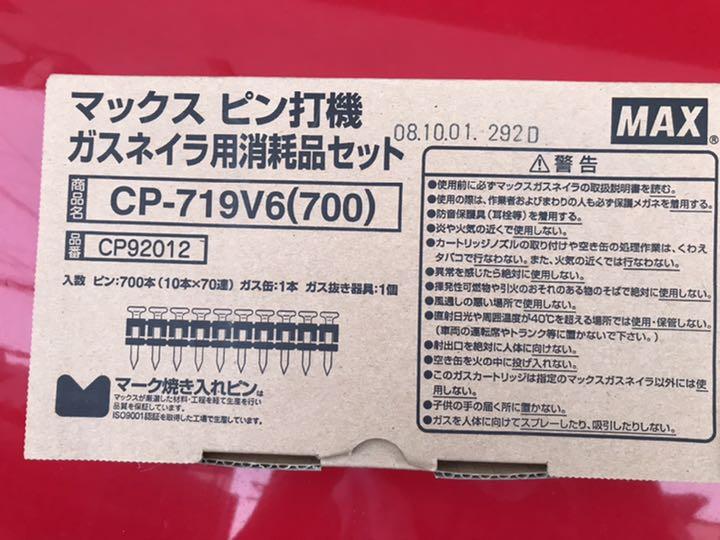 マックス ピン打機
ガスネイラ用消耗品セット
08.10.01. 292D
MAX®
商品名 CP-719V6(700)
品番 CP92012
入数 ピン:700本(10本×70連) ガス缶:1本 ガス抜き器具:1個
マーク焼き入れピンは
マックスが厳選した材料・工程を経て生産を行い
品質を保証しています。
ISO9001認証を取得した工場で生産しています。
⚠警告
●使用前に必ずマックスガスネイラの取扱説明書を読む。
●使用の際は、作業者およびまわりの人も必ず保護メガネを着用する。
●防音保護具(耳栓等)を着用する。
●炎や火気の近くで使用しない。
●カートリッジノズルの取り付けや空き缶の処理作業は、くわえ
タバコで行なわない。また、火気の近くでは行なわない。
●異常を感じたら絶対に使用しない。
●揮発性可燃物や引火のおそれのある物のそばで絶対に使用しない。
●風通しの悪い場所で使用しない。
●直射日光や周囲温度が40℃を超える場所では使用・保管しない。
(車両の運転席やトランク等に置かないで下さい。)
●射出口を絶対に人体に向けない。
●空き缶を火の中に投げ入れない。
●このガスカートリッジは指定のマックスガスネイラ以外には使
用しない。
●子供の手の届く所に置かない。
●ガスを人体に向けてスプレーしたり、吸引したりしない。